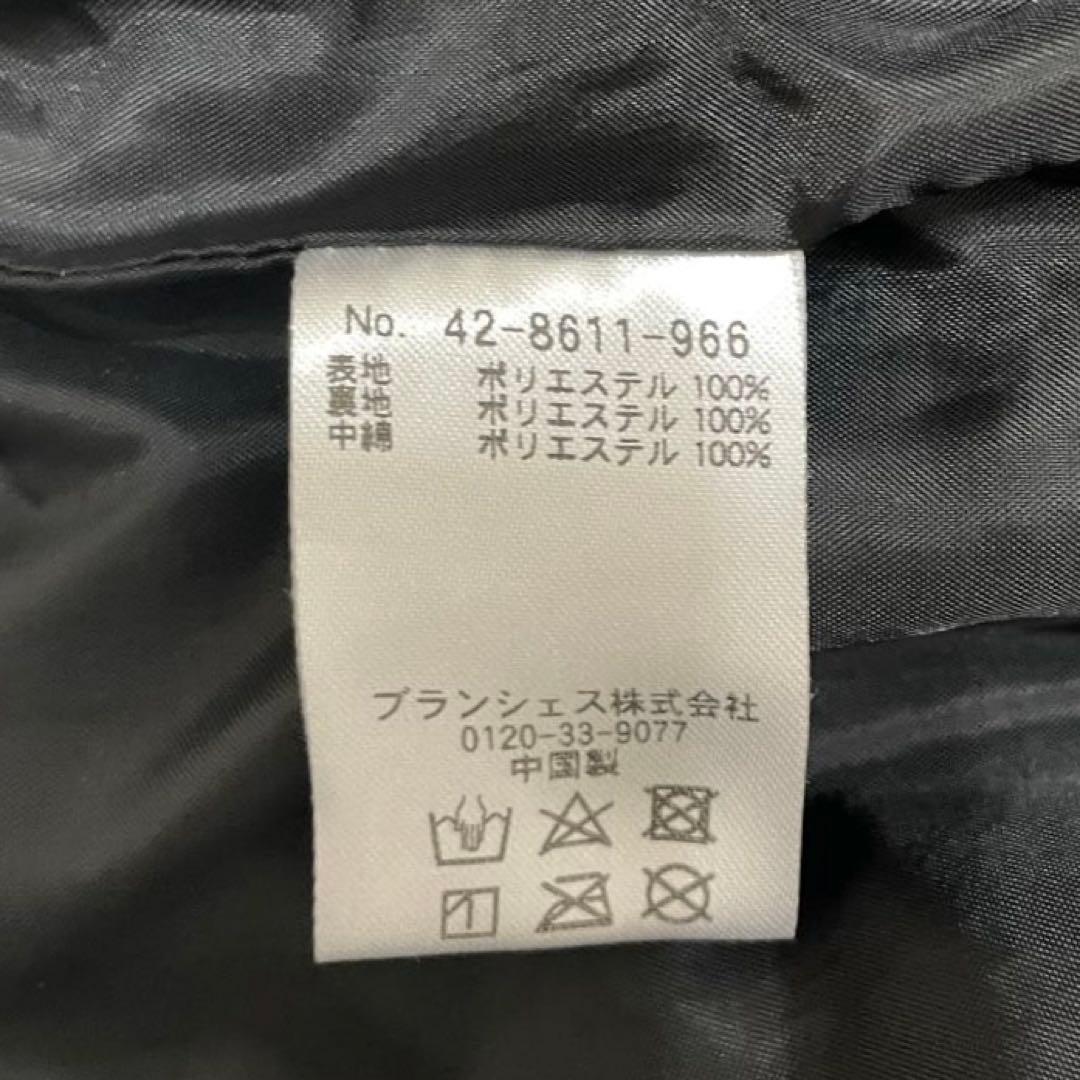 No. 42-8611-966
表地 ポリエステル 100%
裏地 ポリエステル 100%
中綿 ポリエステル 100%
ブランシェス株式会社
0120-33-9077
中国製